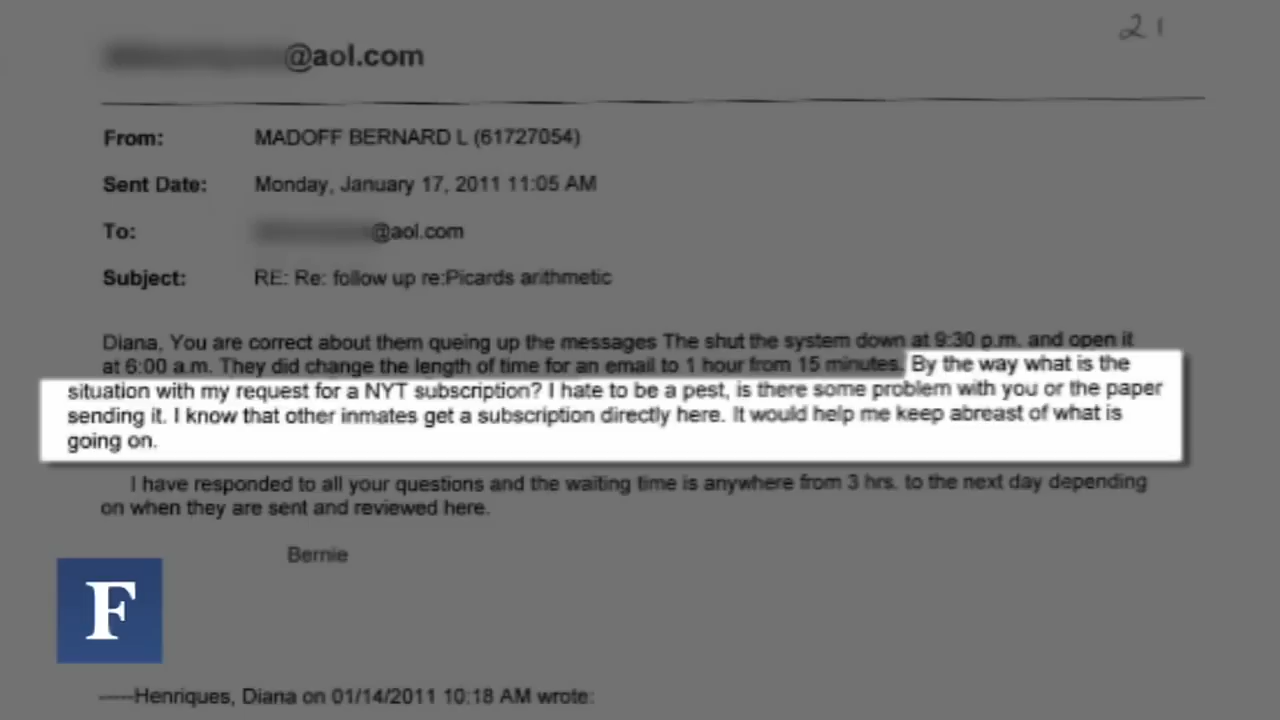 21
@aol.com
From: MADOFF BERNARD L (61727054)
Sent Date: Monday, January 17, 2011 11:05 AM
To: @aol.com
Subject: RE: Re: follow up re:Picards arithmetic
Diana, You are correct about them queing up the messages The shut the system down at 9:30 p.m. and open it
at 6:00 a.m. They did change the length of time for an email to 1 hour from 15 minutes. By the way what is the
situation with my request for a NYT subscription? I hate to be a pest, is there some problem with you or the paper
sending it. I know that other inmates get a subscription directly here. It would help me keep abreast of what is
going on.
I have responded to all your questions and the waiting time is anywhere from 3 hrs. to the next day depending
on when they are sent and reviewed here.
Bernie
F
-----Henriques, Diana on 01/14/2011 10:18 AM wrote: